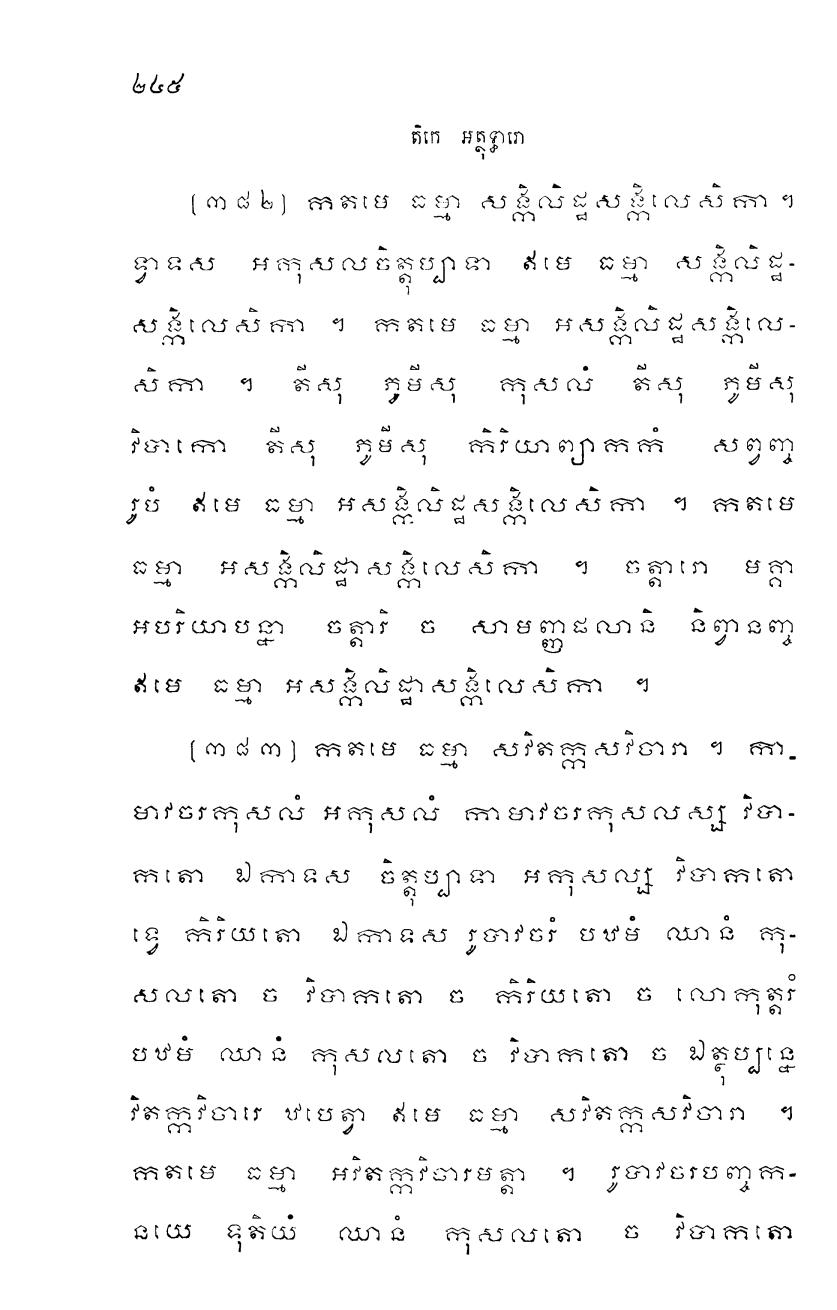 ២៤៥
តិកេ អត្ថុទ្ធារោ
(៣៨២) កតមេ ធម្មា សង្កិលិដ្ឋសង្កិលេសិកា ។
ទ្វាទស អកុសលចិត្តុប្បាទា ឥមេ ធម្មា សង្កិលិដ្ឋ-
សង្កិលេសិកា ។ កតមេ ធម្មា អសង្កិលិដ្ឋសង្កិលេ-
សិកា ។ តីសុ ភូមីសុ កុសលំ តីសុ ភូមីសុ
វិបាកោ តីសុ ភូមីសុ កិរិយាព្យាកតំ សព្វញ្ច
រូបំ ឥមេ ធម្មា អសង្កិលិដ្ឋសង្កិលេសិកា ។ កតមេ
ធម្មា អសង្កិលិដ្ឋាសង្កិលេសិកា ។ ចត្តារោ មគ្គា
អបរិយាបន្នា ចត្តារិ ច សាមញ្ញផលានិ និព្វានញ្ច
ឥមេ ធម្មា អសង្កិលិដ្ឋាសង្កិលេសិកា ។
(៣៨៣) កតមេ ធម្មា សវិតក្កសវិចារា ។ កា-
មាវចរកុសលំ អកុសលំ កាមាវចរកុសលស្ស វិបា-
កតោ ឯកាទស ចិត្តុប្បាទា អកុសល្ស វិបាកតោ
ទ្វេ កិរិយតោ ឯកាទស រូបាវចរំ បឋមំ ឈានំ កុ-
សលតោ ច វិបាកតោ ច កិរិយតោ ច លោកុត្តរំ
បឋមំ ឈានំ កុសលតោ ច វិបាកតោ ច ឯត្ថុប្បន្នេ
វិតក្កវិចារេ ឋបេត្វា ឥមេ ធម្មា សវិតក្កសវិចារា ។
កតមេ ធម្មា អវិតក្កវិចារមត្តា ។ រូបាវចរបញ្ចក-
នយេ ទុតិយំ ឈានំ កុសលតោ ច វិបាកតោ